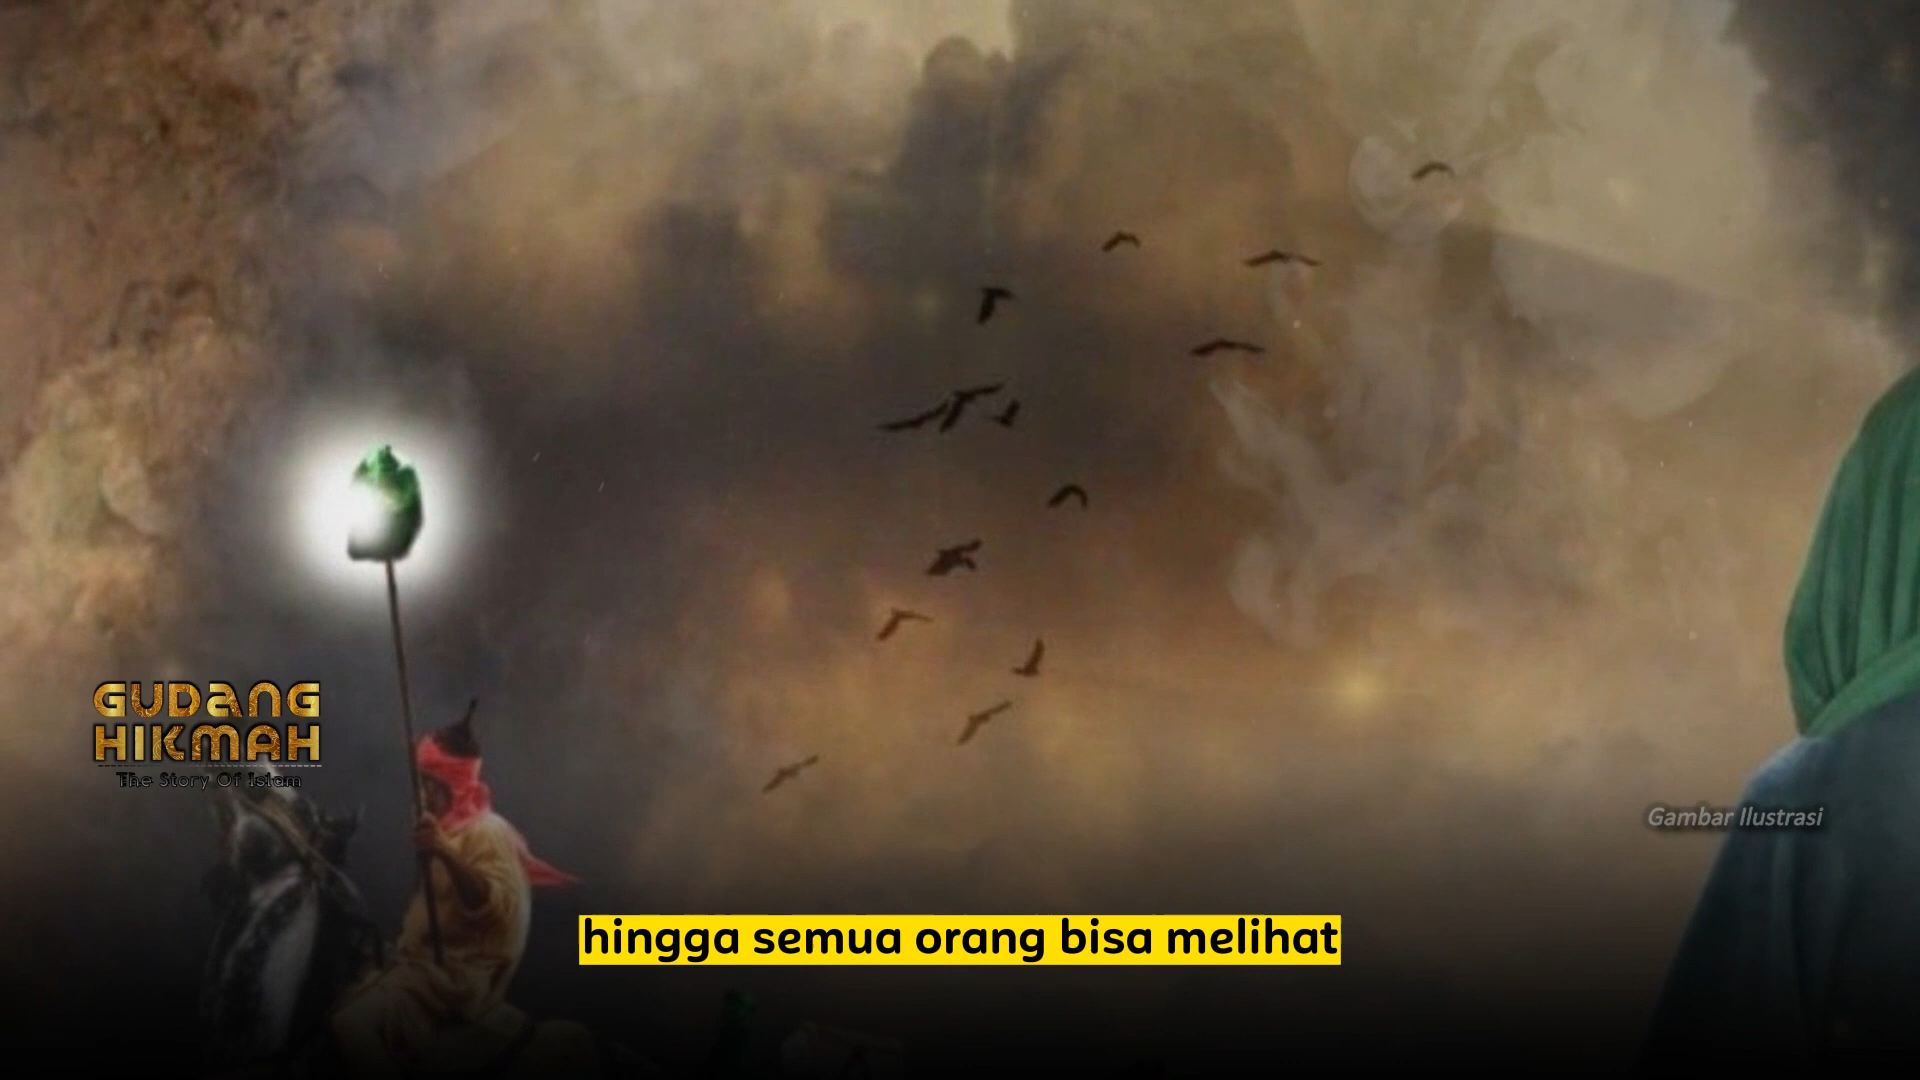 GUDANG
HIKMAH
The Story Of Islam
Gambar Ilustrasi
hingga semua orang bisa melihat